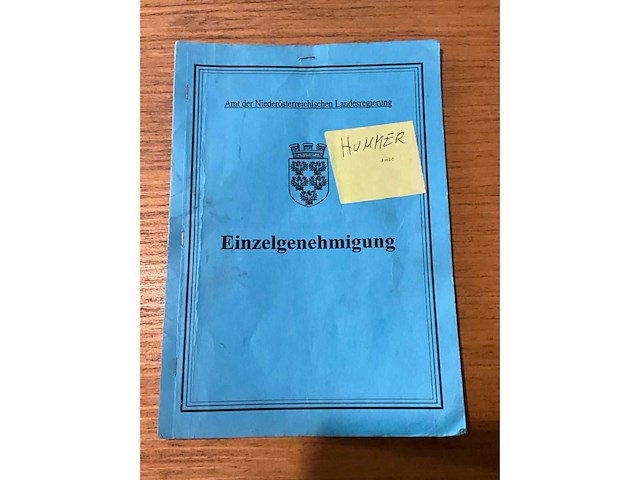 Amt der Niederösterreichischen Landesregierung
HUMMER
Einzelgenehmigung